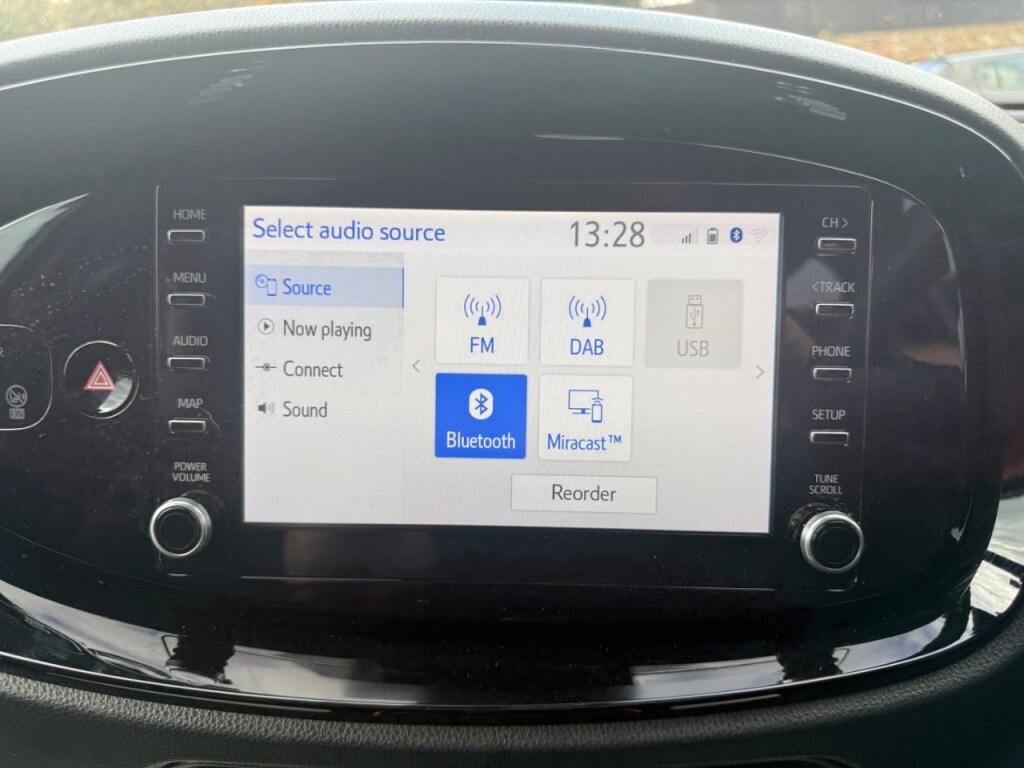 HOME
MENU
AUDIO
MAP
POWER
VOLUME
Select audio source
13:28
Source
Now playing
Connect
Sound
FM
DAB
USB
Bluetooth
Miracast™
Reorder
CH >
< TRACK
PHONE
SETUP
TUNE
SCROLL